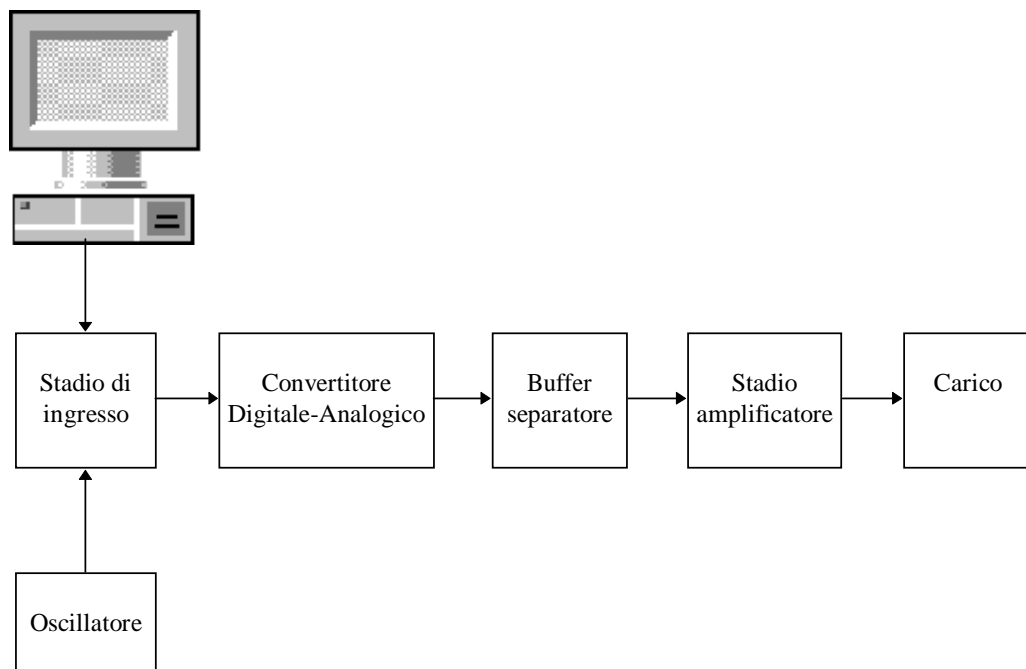 Stadio di
ingresso
Convertitore
Digitale-Analogico
Buffer
separatore
Stadio
amplificatore
Carico
Oscillatore